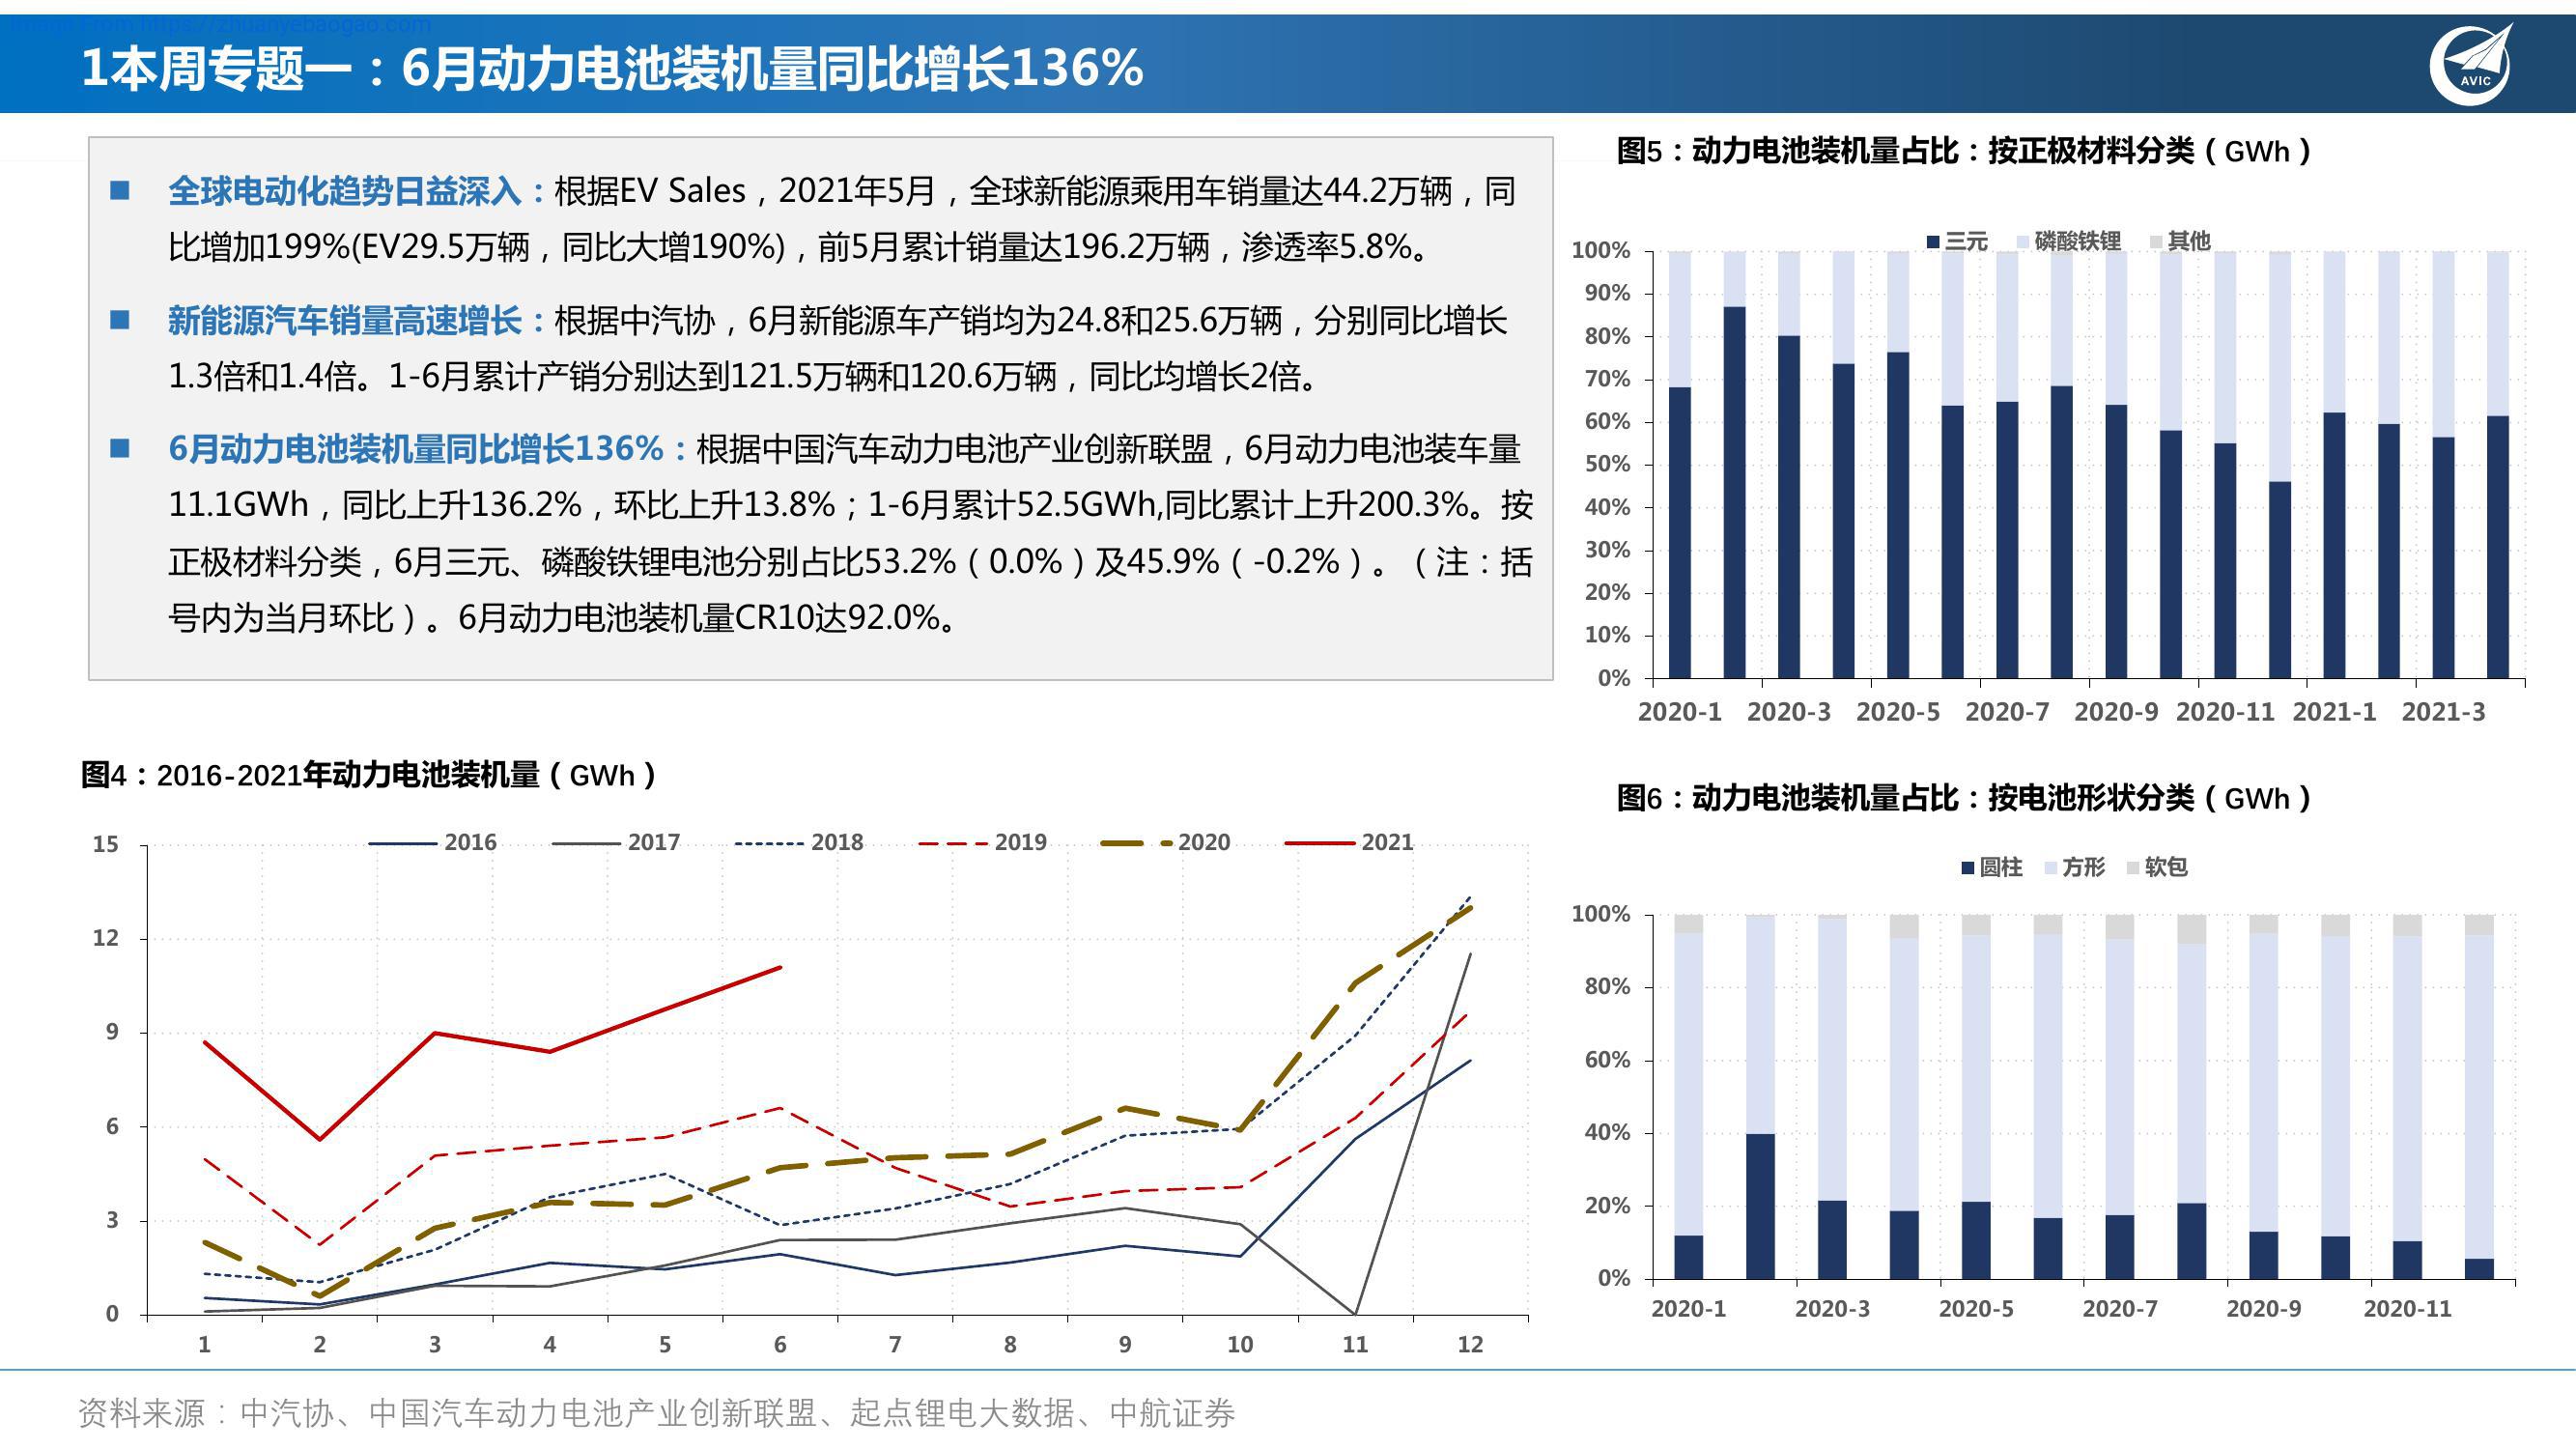 Image From https://zhuanyebaogao.com
1本周专题一：6月动力电池装机量同比增长136%
AVIC
■ 全球电动化趋势日益深入：根据EV Sales，2021年5月，全球新能源乘用车销量达44.2万辆，同
比增加199%(EV29.5万辆，同比大增190%)，前5月累计销量达196.2万辆，渗透率5.8%。
■ 新能源汽车销量高速增长：根据中汽协，6月新能源车产销均为24.8和25.6万辆，分别同比增长
1.3倍和1.4倍。1-6月累计产销分别达到121.5万辆和120.6万辆，同比均增长2倍。
■ 6月动力电池装机量同比增长136%：根据中国汽车动力电池产业创新联盟，6月动力电池装车量
11.1GWh，同比上升136.2%，环比上升13.8%；1-6月累计52.5GWh,同比累计上升200.3%。按
正极材料分类，6月三元、磷酸铁锂电池分别占比53.2%（0.0%）及45.9%（-0.2%）。（注：括
号内为当月环比）。6月动力电池装机量CR10达92.0%。
图5：动力电池装机量占比：按正极材料分类（GWh）
三元 磷酸铁锂 其他
100%
90%
80%
70%
60%
50%
40%
30%
20%
10%
0%
2020-1 2020-3 2020-5 2020-7 2020-9 2020-11 2021-1 2021-3
图4：2016-2021年动力电池装机量（GWh）
2016 2017 2018 2019 2020 2021
15
12
9
6
3
0
1 2 3 4 5 6 7 8 9 10 11 12
图6：动力电池装机量占比：按电池形状分类（GWh）
圆柱 方形 软包
100%
80%
60%
40%
20%
0%
2020-1 2020-3 2020-5 2020-7 2020-9 2020-11
资料来源：中汽协、中国汽车动力电池产业创新联盟、起点锂电大数据、中航证券